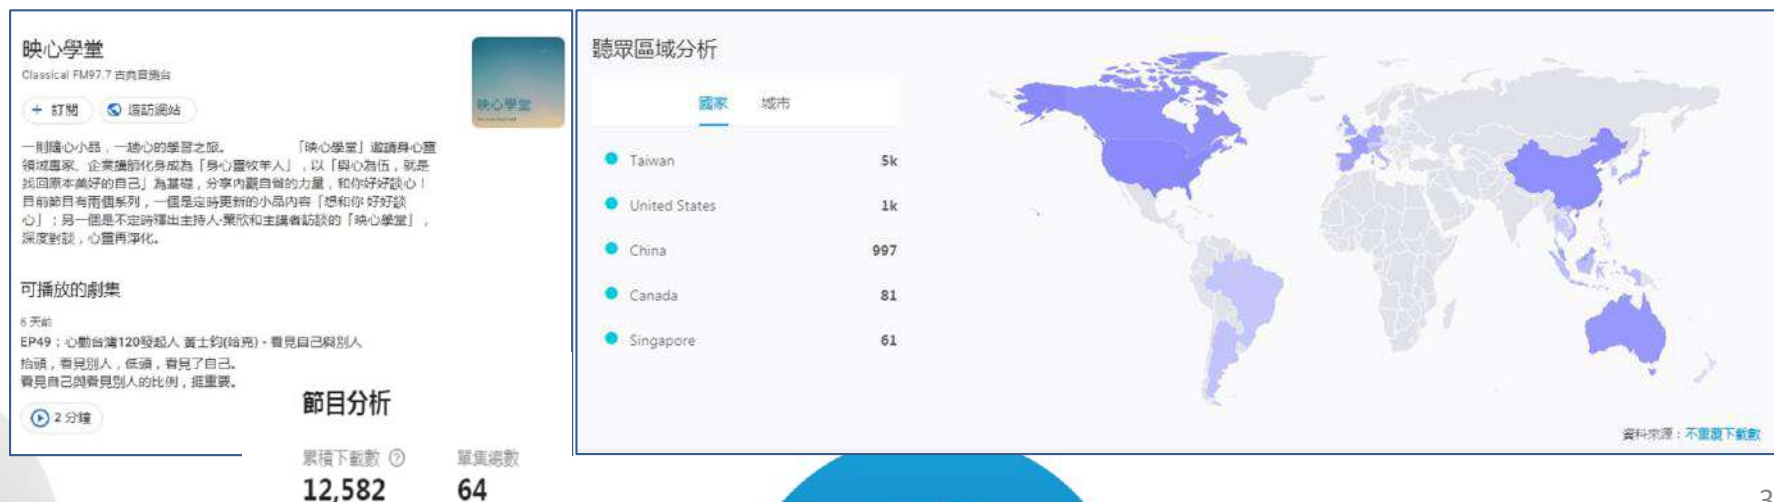 映心學堂
Classical FM97.7 古典音樂台
+ 訂閱
造訪網站
映心學堂
一則隨心小品，一趟心的學習之旅。 「映心學堂」邀請身心靈
領域專家、企業講師化身成為「身心靈牧羊人」，以「與心為伍，就是
找回原本美好的自己」為基礎，分享內觀自省的力量，和你好好談心！
目前節目有兩個系列，一個是定時更新的小品內容「想和你 好好談
心」；另一個是不定時釋出主持人-葉欣和主講者訪談的「映心學堂」，
深度對談，心靈再淨化。
可播放的劇集
6 天前
EP49：心動台灣120發起人 黃士鈞(哈克) - 看見自己與別人
抬頭，看見別人，低頭，看見了自己。
看見自己與看見別人的比例，挺重要。
2 分鐘
節目分析
累積下載數
單集總數
12,582
64
聽眾區域分析
國家
城市
Taiwan 5k
United States 1k
China 997
Canada 81
Singapore 61
資料來源：不重覆下載數
3